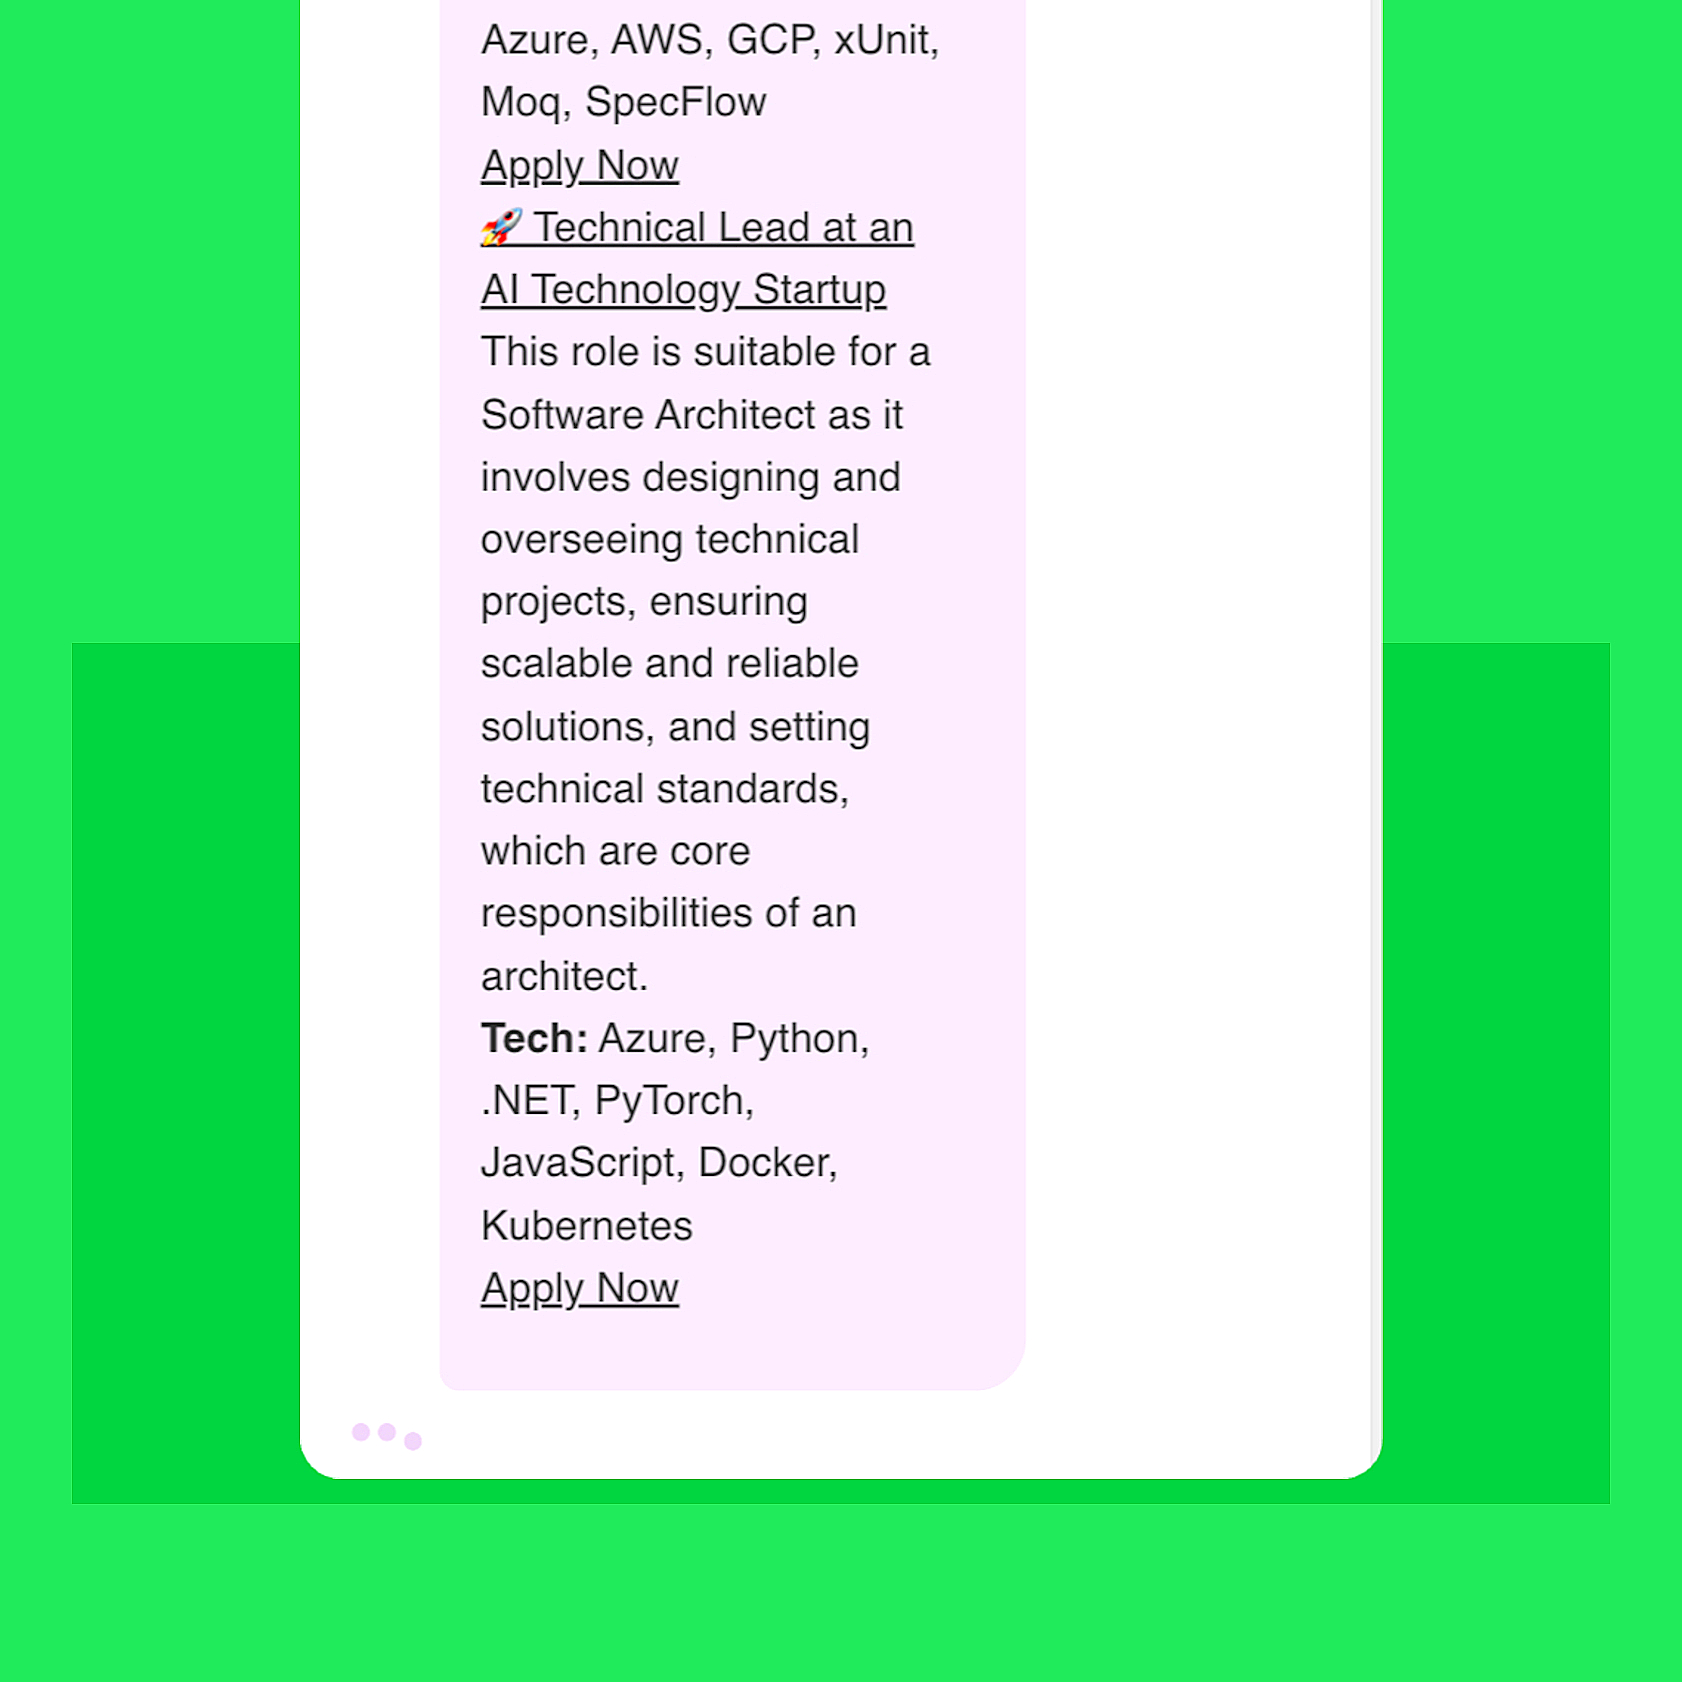 Azure, AWS, GCP, xUnit,
Moq, SpecFlow
Apply Now
🚀 Technical Lead at an
AI Technology Startup
This role is suitable for a
Software Architect as it
involves designing and
overseeing technical
projects, ensuring
scalable and reliable
solutions, and setting
technical standards,
which are core
responsibilities of an
architect.
Tech: Azure, Python,
.NET, PyTorch,
JavaScript, Docker,
Kubernetes
Apply Now